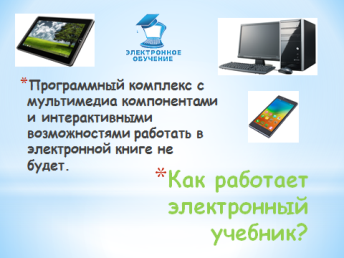 ЭЛЕКТРОННОЕ
ОБУЧЕНИЕ
*Программный комплекс с
мультимедиа компонентами
и интерактивными
возможностями работать в
электронной книге не
будет.
*Как работает
электронный
учебник?